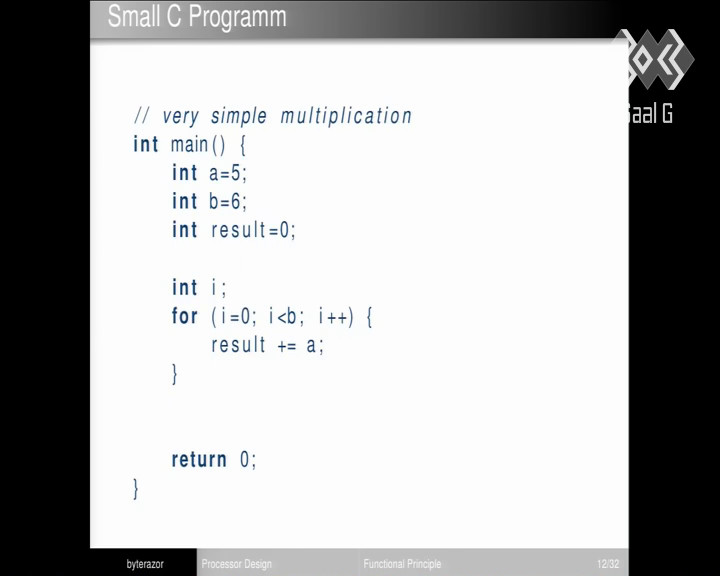 Small C Programm
// very simple multiplication
int main() {
int a=5;
int b=6;
int result=0;
int i;
for (i=0; i<b; i++) {
result += a;
}
return 0;
}
byterazor Processor Design Functional Principle 12/32
Saal G